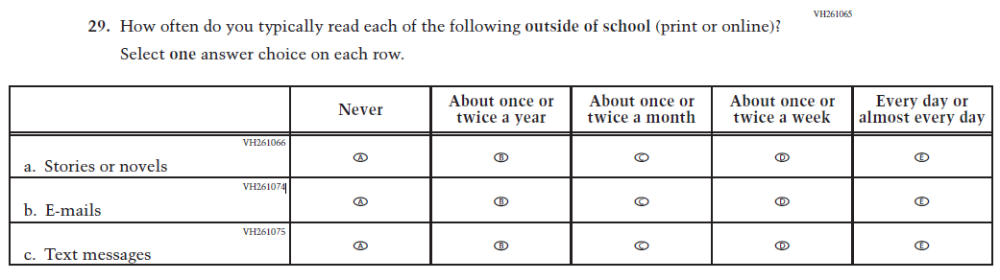 VH261065
29. How often do you typically read each of the following outside of school (print or online)?
Select one answer choice on each row.
Never
About once or twice a year
About once or twice a month
About once or twice a week
Every day or almost every day
VH261066
a. Stories or novels A B C D E
VH261074
b. E-mails A B C D E
VH261075
c. Text messages A B C D E